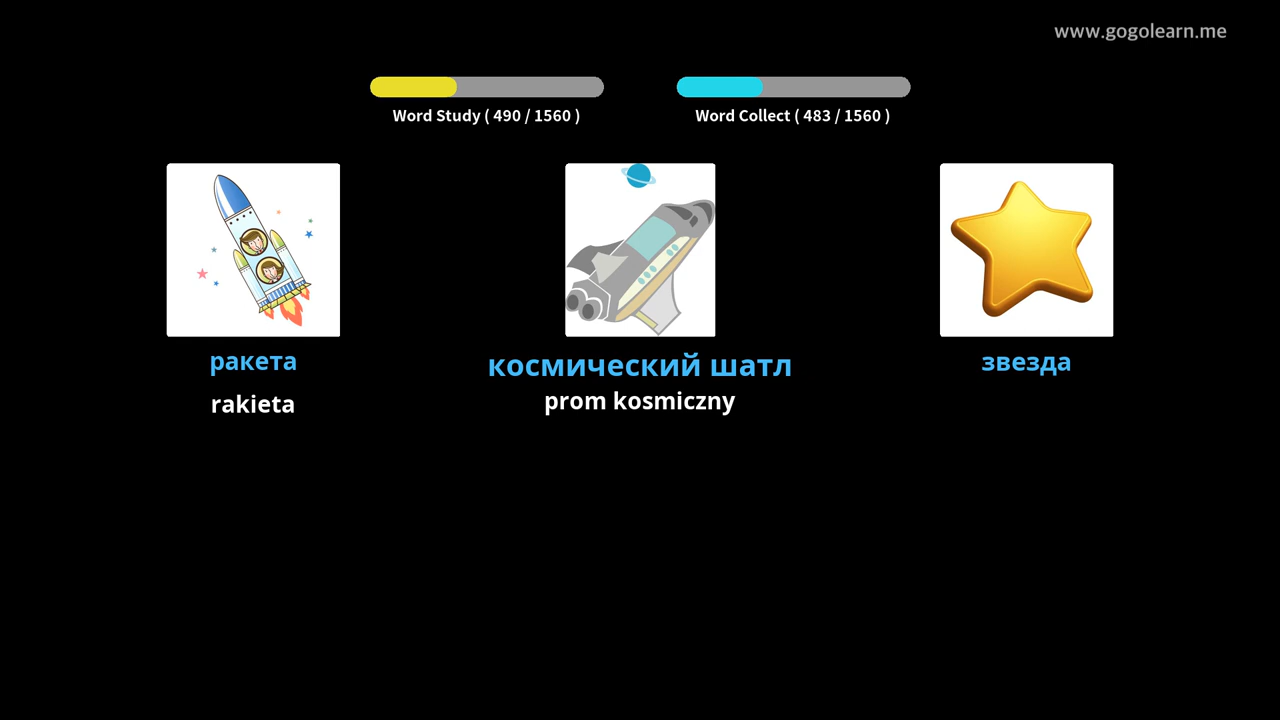 www.gogolearn.me
Word Study ( 490 / 1560 )
Word Collect ( 483 / 1560 )
ракета
rakieta
космический шатл
prom kosmiczny
звезда